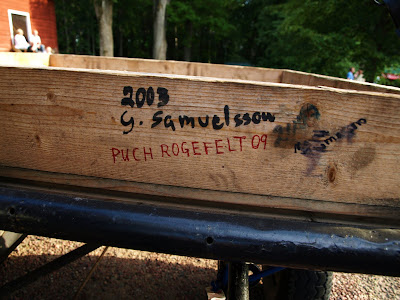 2003
G. Samuelsson
PUCH ROGEFELT 09